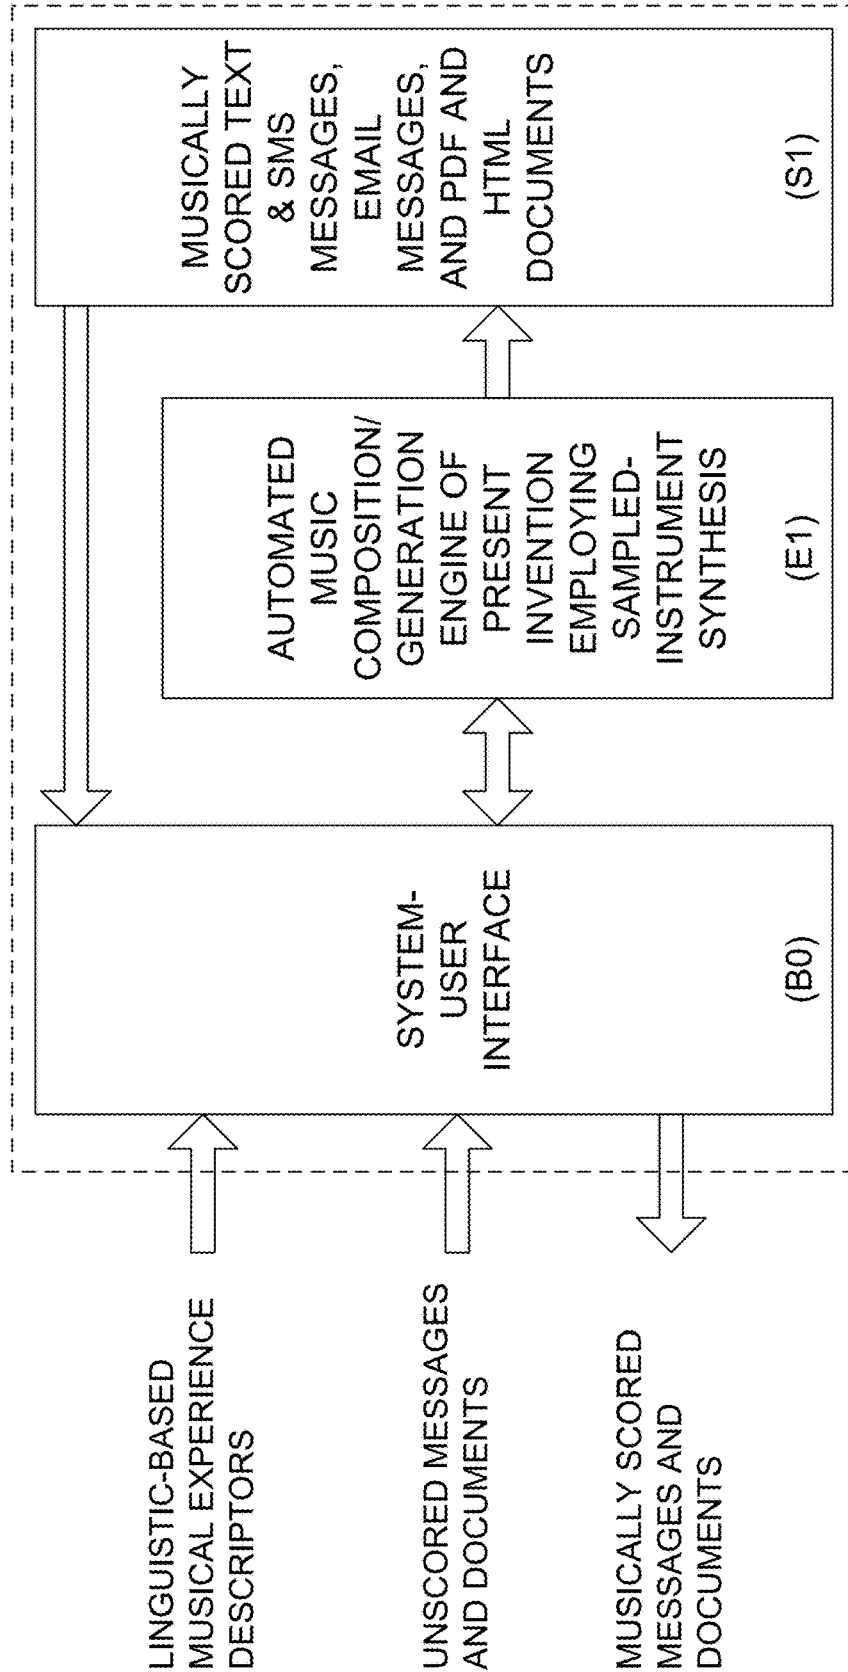 LINGUISTIC-BASED
MUSICAL EXPERIENCE
DESCRIPTORS
UNSCORED MESSAGES
AND DOCUMENTS
MUSICALLY SCORED
MESSAGES AND
DOCUMENTS
SYSTEM-
USER
INTERFACE
(B0)
AUTOMATED
MUSIC
COMPOSITION/
GENERATION
ENGINE OF
PRESENT
INVENTION
EMPLOYING
SAMPLED-
INSTRUMENT
SYNTHESIS
(E1)
MUSICALLY
SCORED TEXT
& SMS
MESSAGES,
EMAIL
MESSAGES,
AND PDF AND
HTML
DOCUMENTS
(S1)